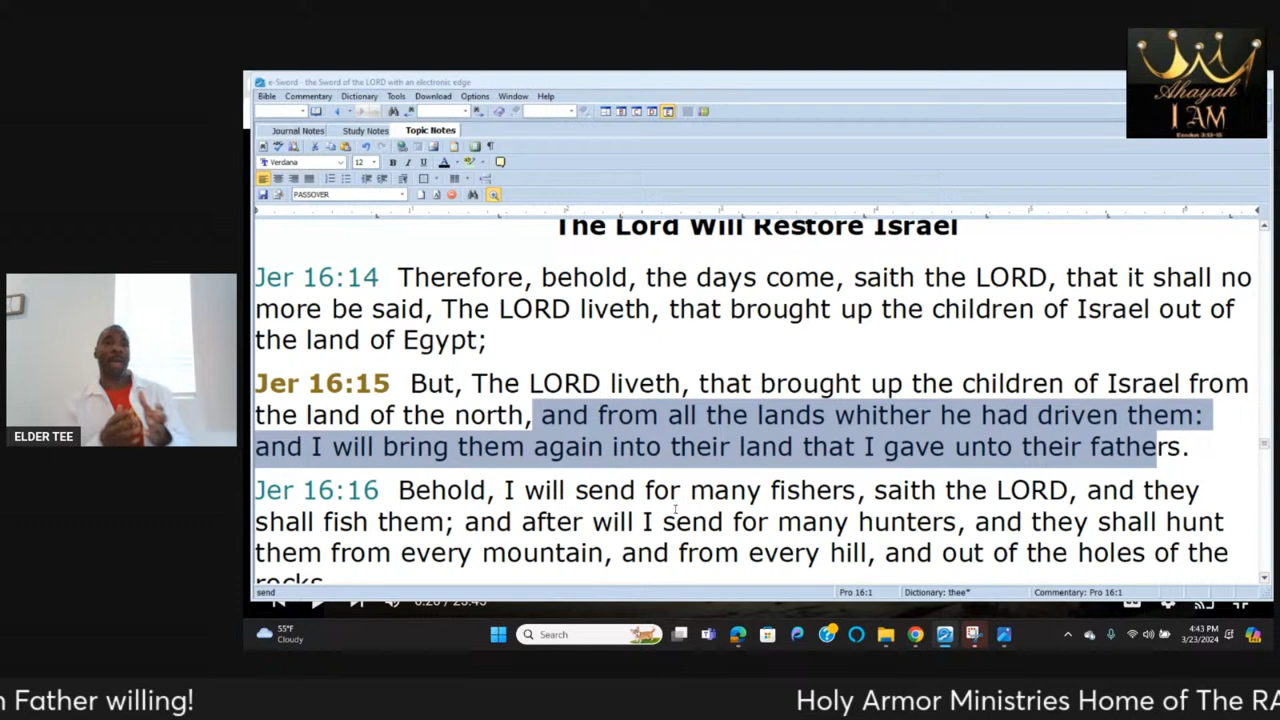 e-Sword - the Sword of the LORD with an electronic edge
Bible Commentary Dictionary Tools Download Options Window Help
Journal Notes Study Notes Topic Notes
Verdana 12 B I U A
PASSOVER
The Lord Will Restore Israel
Jer 16:14 Therefore, behold, the days come, saith the LORD, that it shall no
more be said, The LORD liveth, that brought up the children of Israel out of
the land of Egypt;
Jer 16:15 But, The LORD liveth, that brought up the children of Israel from
the land of the north, and from all the lands whither he had driven them:
and I will bring them again into their land that I gave unto their fathers.
Jer 16:16 Behold, I will send for many fishers, saith the LORD, and they
shall fish them; and after will I send for many hunters, and they shall hunt
them from every mountain, and from every hill, and out of the holes of the
rocks
send Pro 16:1 Dictionary: thee" Commentary: Pro 16:1
Ahayah
I AM
Exodus 3:13-15
ELDER TEE
55°F
Cloudy
Search
4:43 PM
3/23/2024
n Father willing!
Holy Armor Ministries Home of The RA